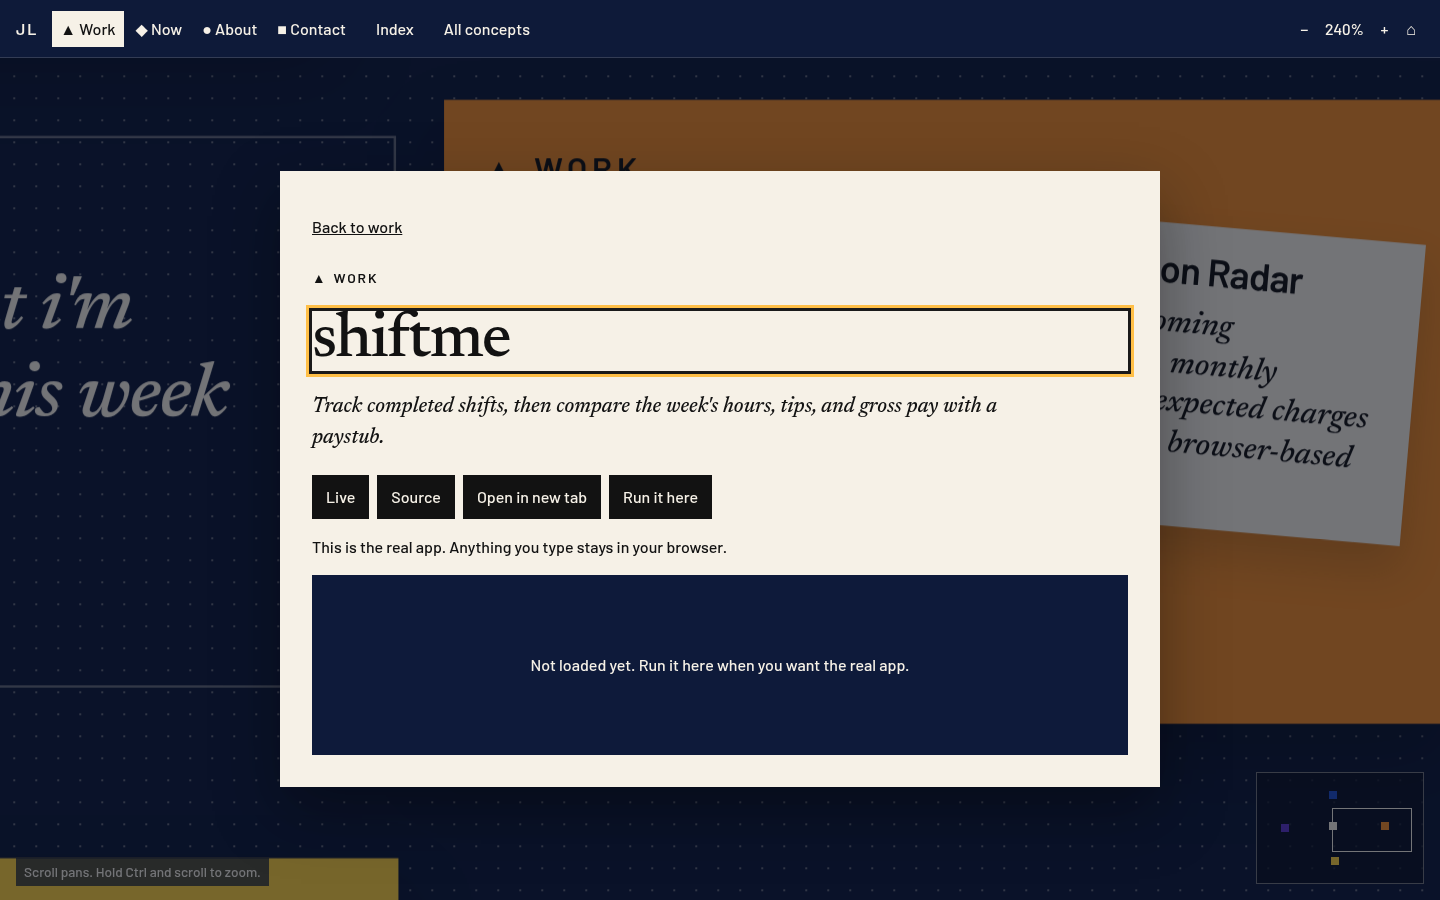 JL ▲ Work ◆ Now ● About ■ Contact Index All concepts − 240% + ⌂
▲ WORK
t i'm
his week
on Radar
oming
monthly
expected charges
browser-based
Back to work
▲ WORK
shiftme
Track completed shifts, then compare the week's hours, tips, and gross pay with a
paystub.
Live Source Open in new tab Run it here
This is the real app. Anything you type stays in your browser.
Not loaded yet. Run it here when you want the real app.
Scroll pans. Hold Ctrl and scroll to zoom.